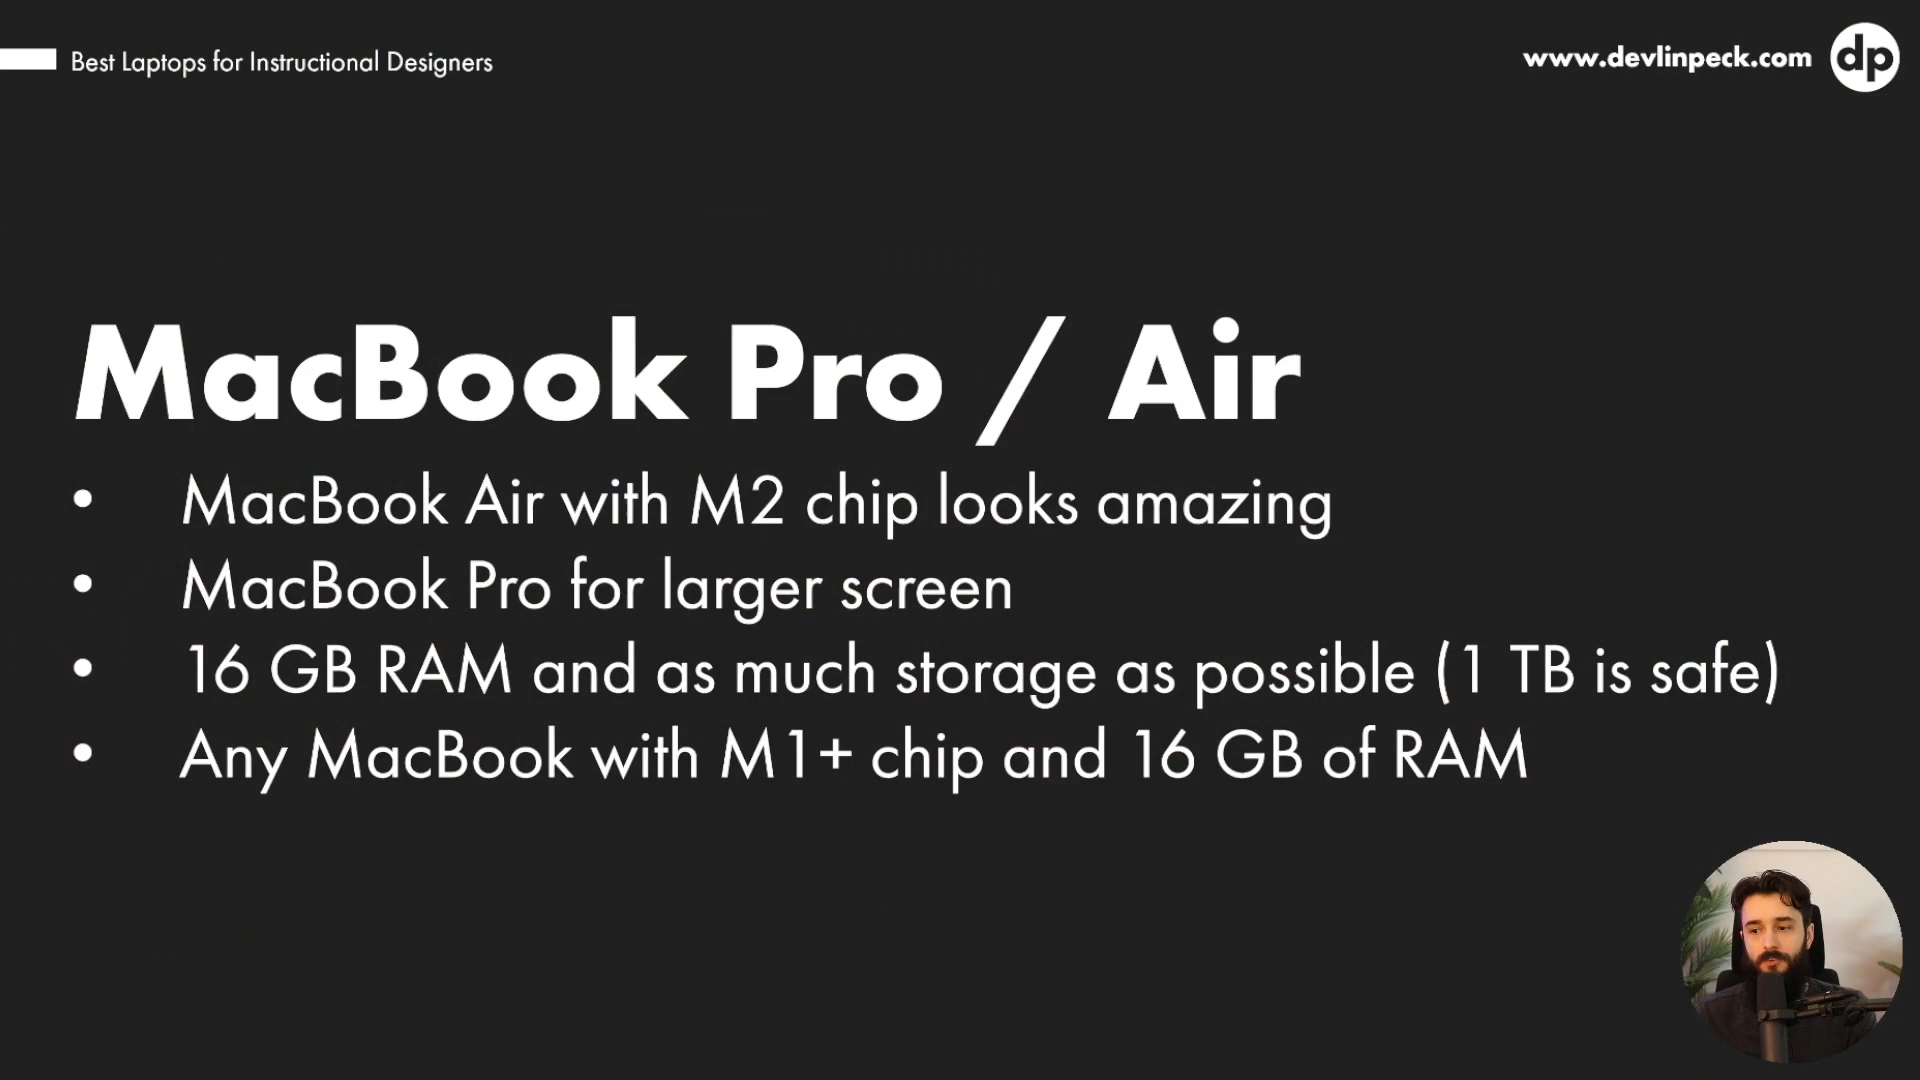 Best Laptops for Instructional Designers
www.devlinpeck.com dp
MacBook Pro / Air
• MacBook Air with M2 chip looks amazing
• MacBook Pro for larger screen
• 16 GB RAM and as much storage as possible (1 TB is safe)
• Any MacBook with M1+ chip and 16 GB of RAM